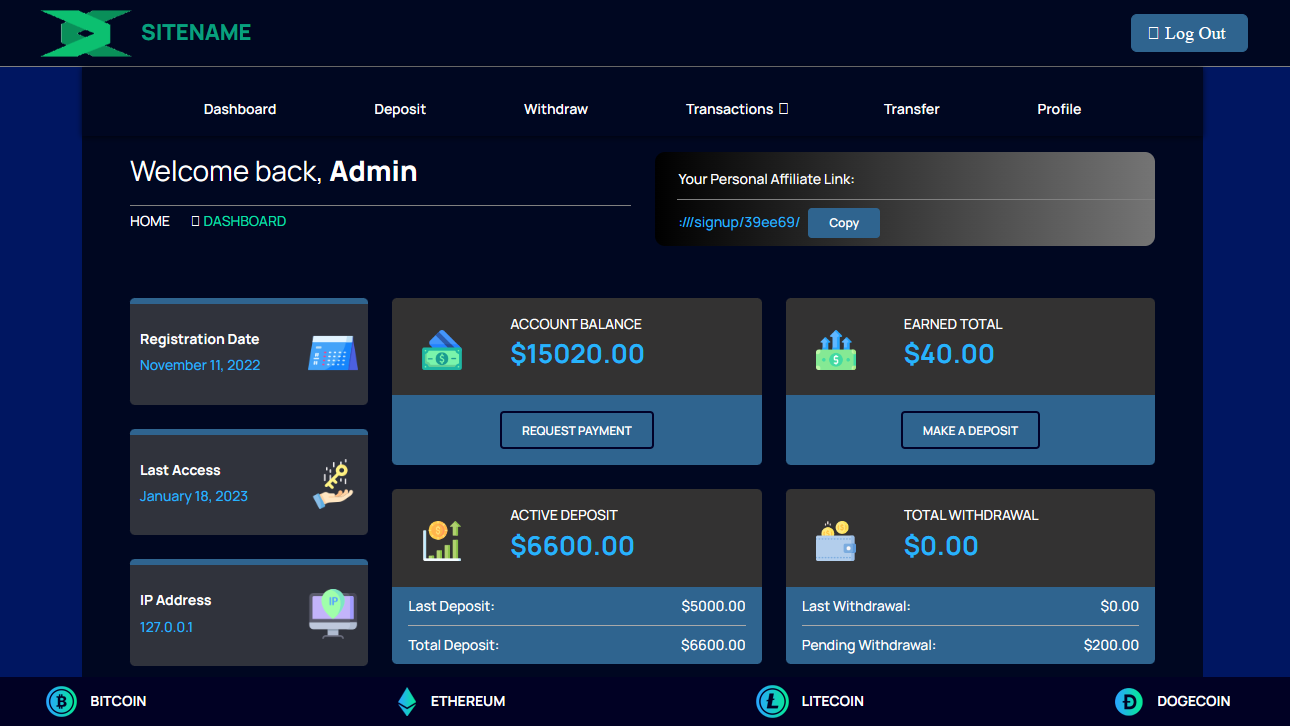 SITENAME
Log Out
Dashboard Deposit Withdraw Transactions Transfer Profile
Welcome back, Admin
HOME DASHBOARD
Your Personal Affiliate Link:
:///signup/39ee69/ Copy
Registration Date
November 11, 2022
Last Access
January 18, 2023
IP Address
IP
127.0.0.1
ACCOUNT BALANCE
$15020.00
REQUEST PAYMENT
EARNED TOTAL
$40.00
MAKE A DEPOSIT
ACTIVE DEPOSIT
$6600.00
Last Deposit: $5000.00
Total Deposit: $6600.00
TOTAL WITHDRAWAL
$0.00
Last Withdrawal: $0.00
Pending Withdrawal: $200.00
BITCOIN ETHEREUM LITECOIN DOGECOIN